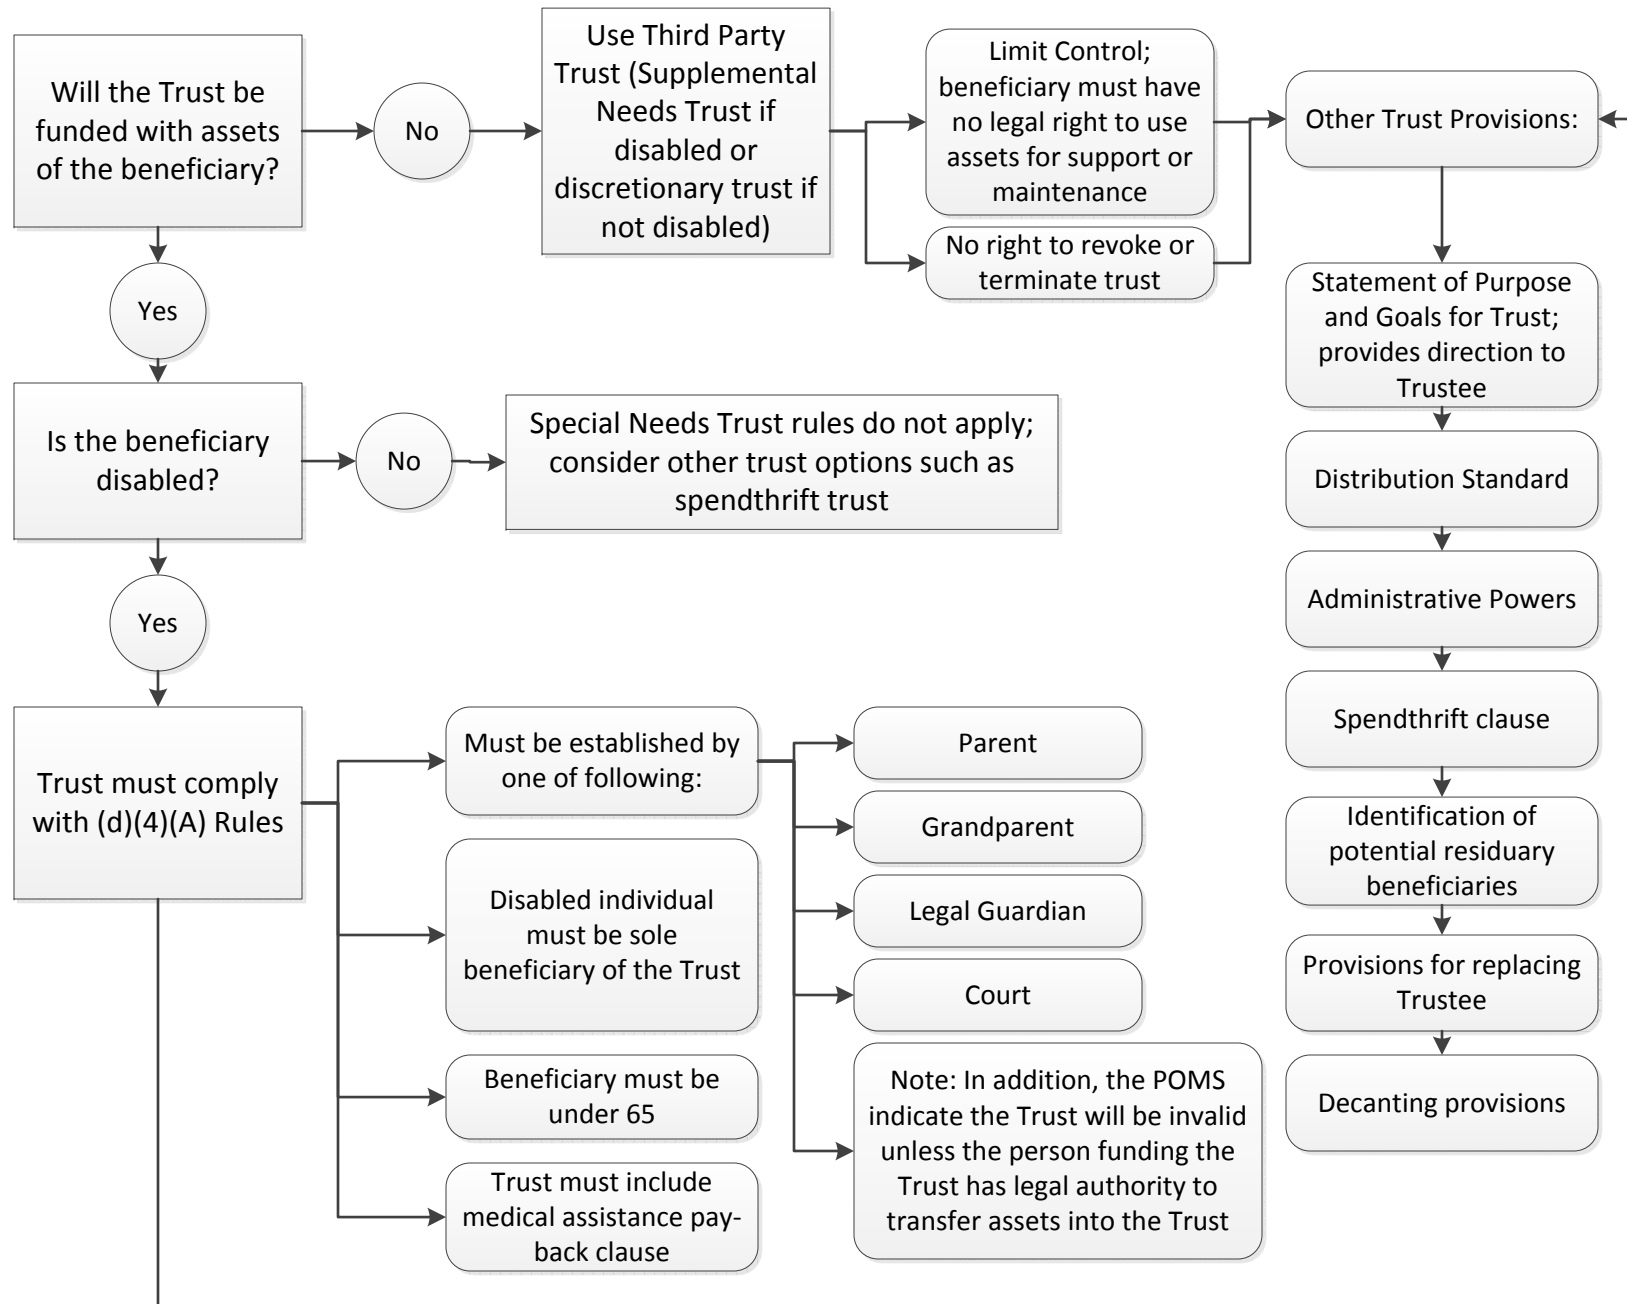 Will the Trust be
funded with assets
of the beneficiary?
No
Use Third Party
Trust (Supplemental
Needs Trust if
disabled or
discretionary trust if
not disabled)
Limit Control;
beneficiary must have
no legal right to use
assets for support or
maintenance
No right to revoke or
terminate trust
Other Trust Provisions:
Statement of Purpose
and Goals for Trust;
provides direction to
Trustee
Distribution Standard
Administrative Powers
Spendthrift clause
Identification of
potential residuary
beneficiaries
Provisions for replacing
Trustee
Decanting provisions
Yes
Is the beneficiary
disabled?
No
Special Needs Trust rules do not apply;
consider other trust options such as
spendthrift trust
Yes
Trust must comply
with (d)(4)(A) Rules
Must be established by
one of following:
Parent
Grandparent
Legal Guardian
Court
Note: In addition, the POMS
indicate the Trust will be invalid
unless the person funding the
Trust has legal authority to
transfer assets into the Trust
Disabled individual
must be sole
beneficiary of the Trust
Beneficiary must be
under 65
Trust must include
medical assistance pay-
back clause